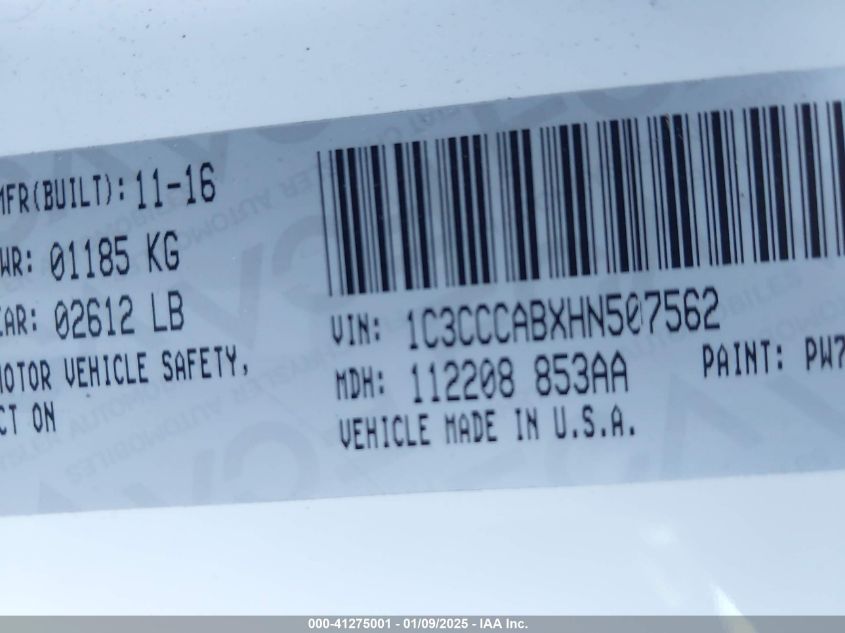 MFR(BUILT): 11-16
WR: 01185 KG
EAR: 02612 LB
MOTOR VEHICLE SAFETY,
CT ON
VIN: 1C3CCCABXHN507562
MDH: 112208 853AA
PAINT: PW7
VEHICLE MADE IN U.S.A.
000-41275001 - 01/09/2025 - IAA Inc.